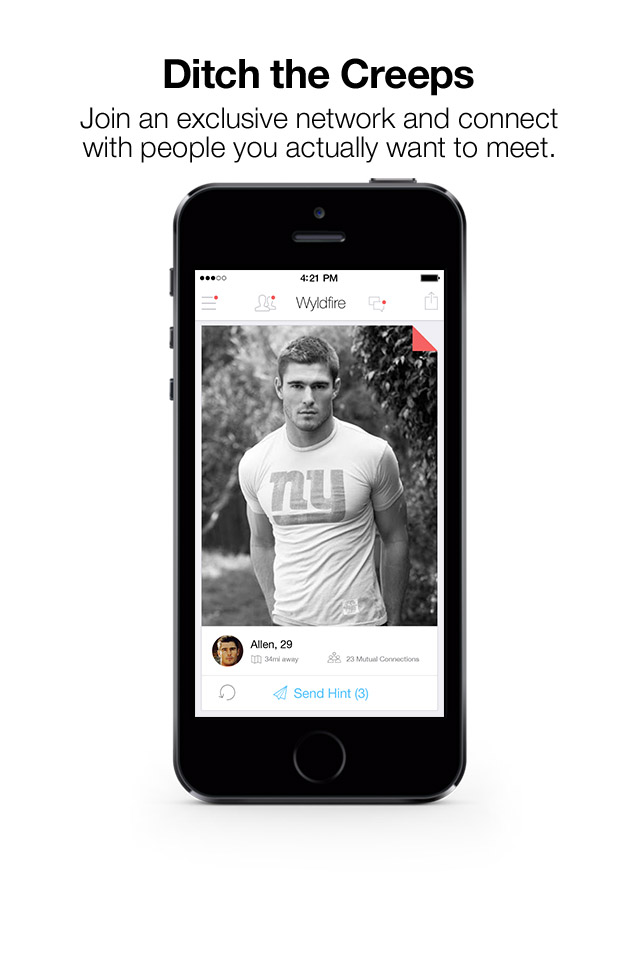 Ditch the Creeps
Join an exclusive network and connect
with people you actually want to meet.
4:21 PM
Wyldfire
ny
Allen, 29
34mi away
23 Mutual Connections
Send Hint (3)